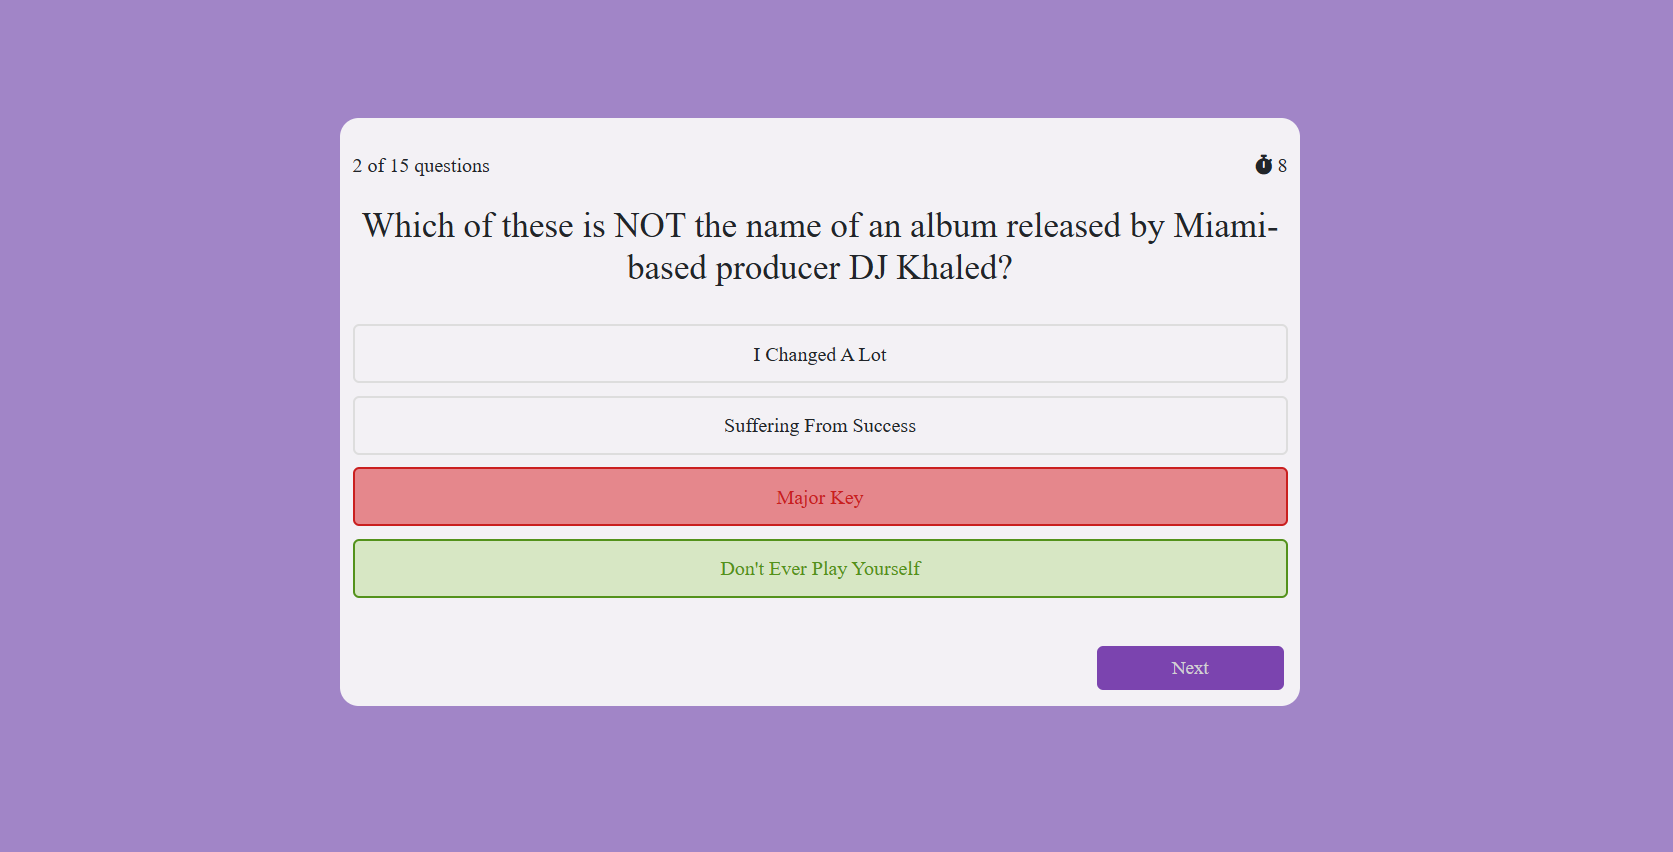 2 of 15 questions
8
Which of these is NOT the name of an album released by Miami-
based producer DJ Khaled?
I Changed A Lot
Suffering From Success
Major Key
Don't Ever Play Yourself
Next